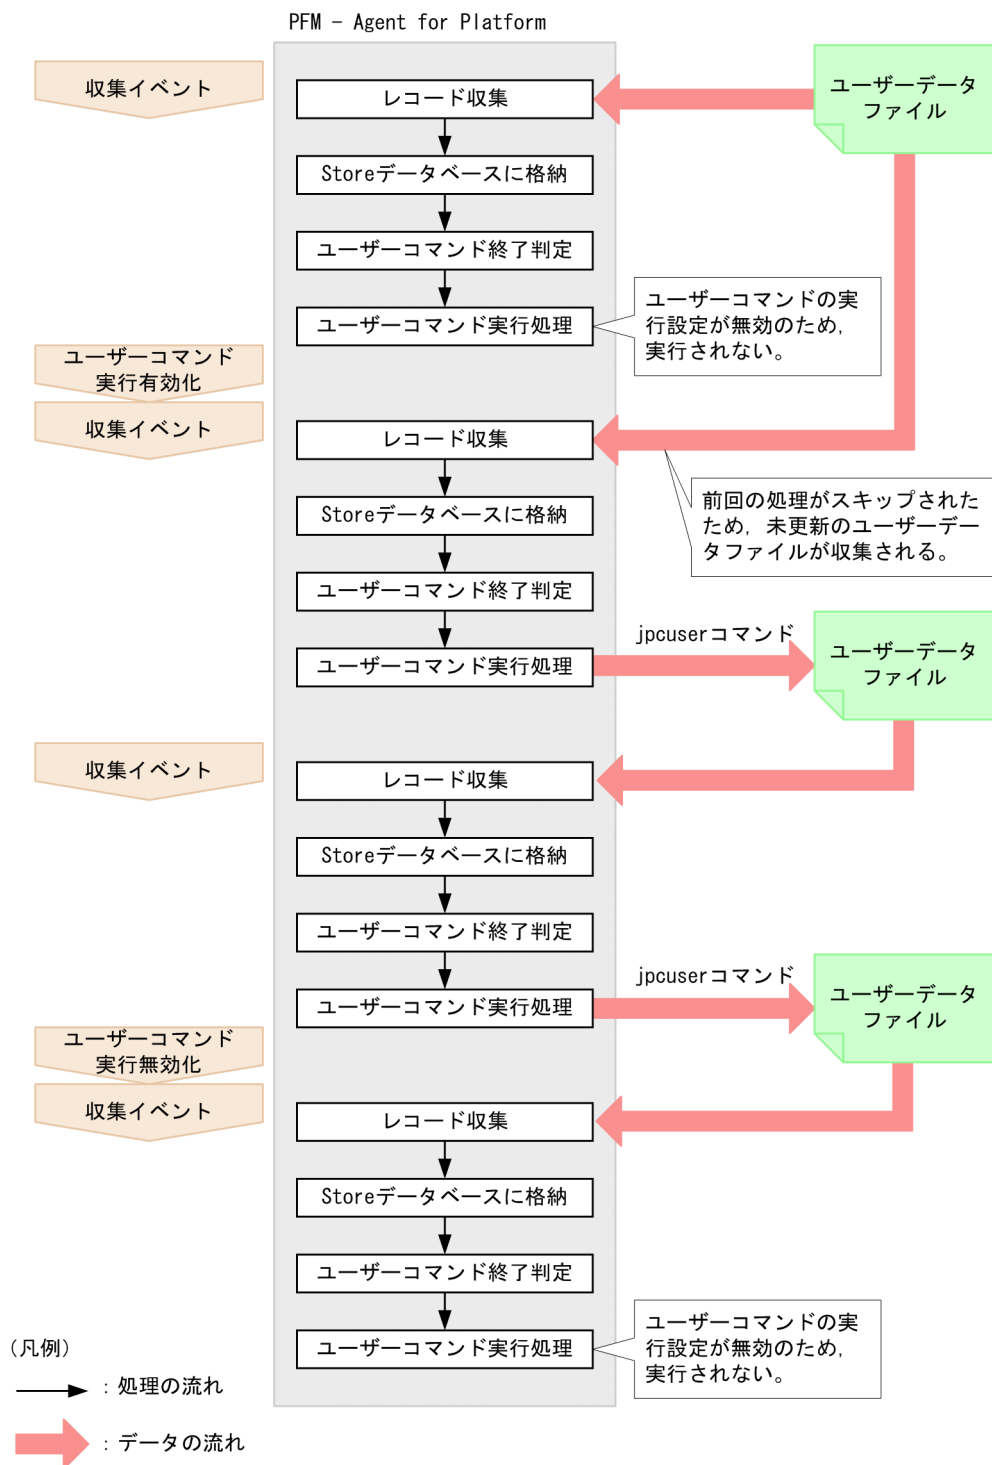 PFM - Agent for Platform
収集イベント
レコード収集
ユーザーデータ
ファイル
Storeデータベースに格納
ユーザーコマンド終了判定
ユーザーコマンド実行処理
ユーザーコマンドの実
行設定が無効のため,
実行されない。
ユーザーコマンド
実行有効化
収集イベント
レコード収集
前回の処理がスキップされた
ため, 未更新のユーザーデー
タファイルが収集される。
Storeデータベースに格納
ユーザーコマンド終了判定
ユーザーコマンド実行処理
jpcuserコマンド
ユーザーデータ
ファイル
収集イベント
レコード収集
Storeデータベースに格納
ユーザーコマンド終了判定
ユーザーコマンド実行処理
jpcuserコマンド
ユーザーデータ
ファイル
ユーザーコマンド
実行無効化
収集イベント
レコード収集
Storeデータベースに格納
ユーザーコマンド終了判定
ユーザーコマンド実行処理
ユーザーコマンドの実
行設定が無効のため,
実行されない。
(凡例)
: 処理の流れ
: データの流れ